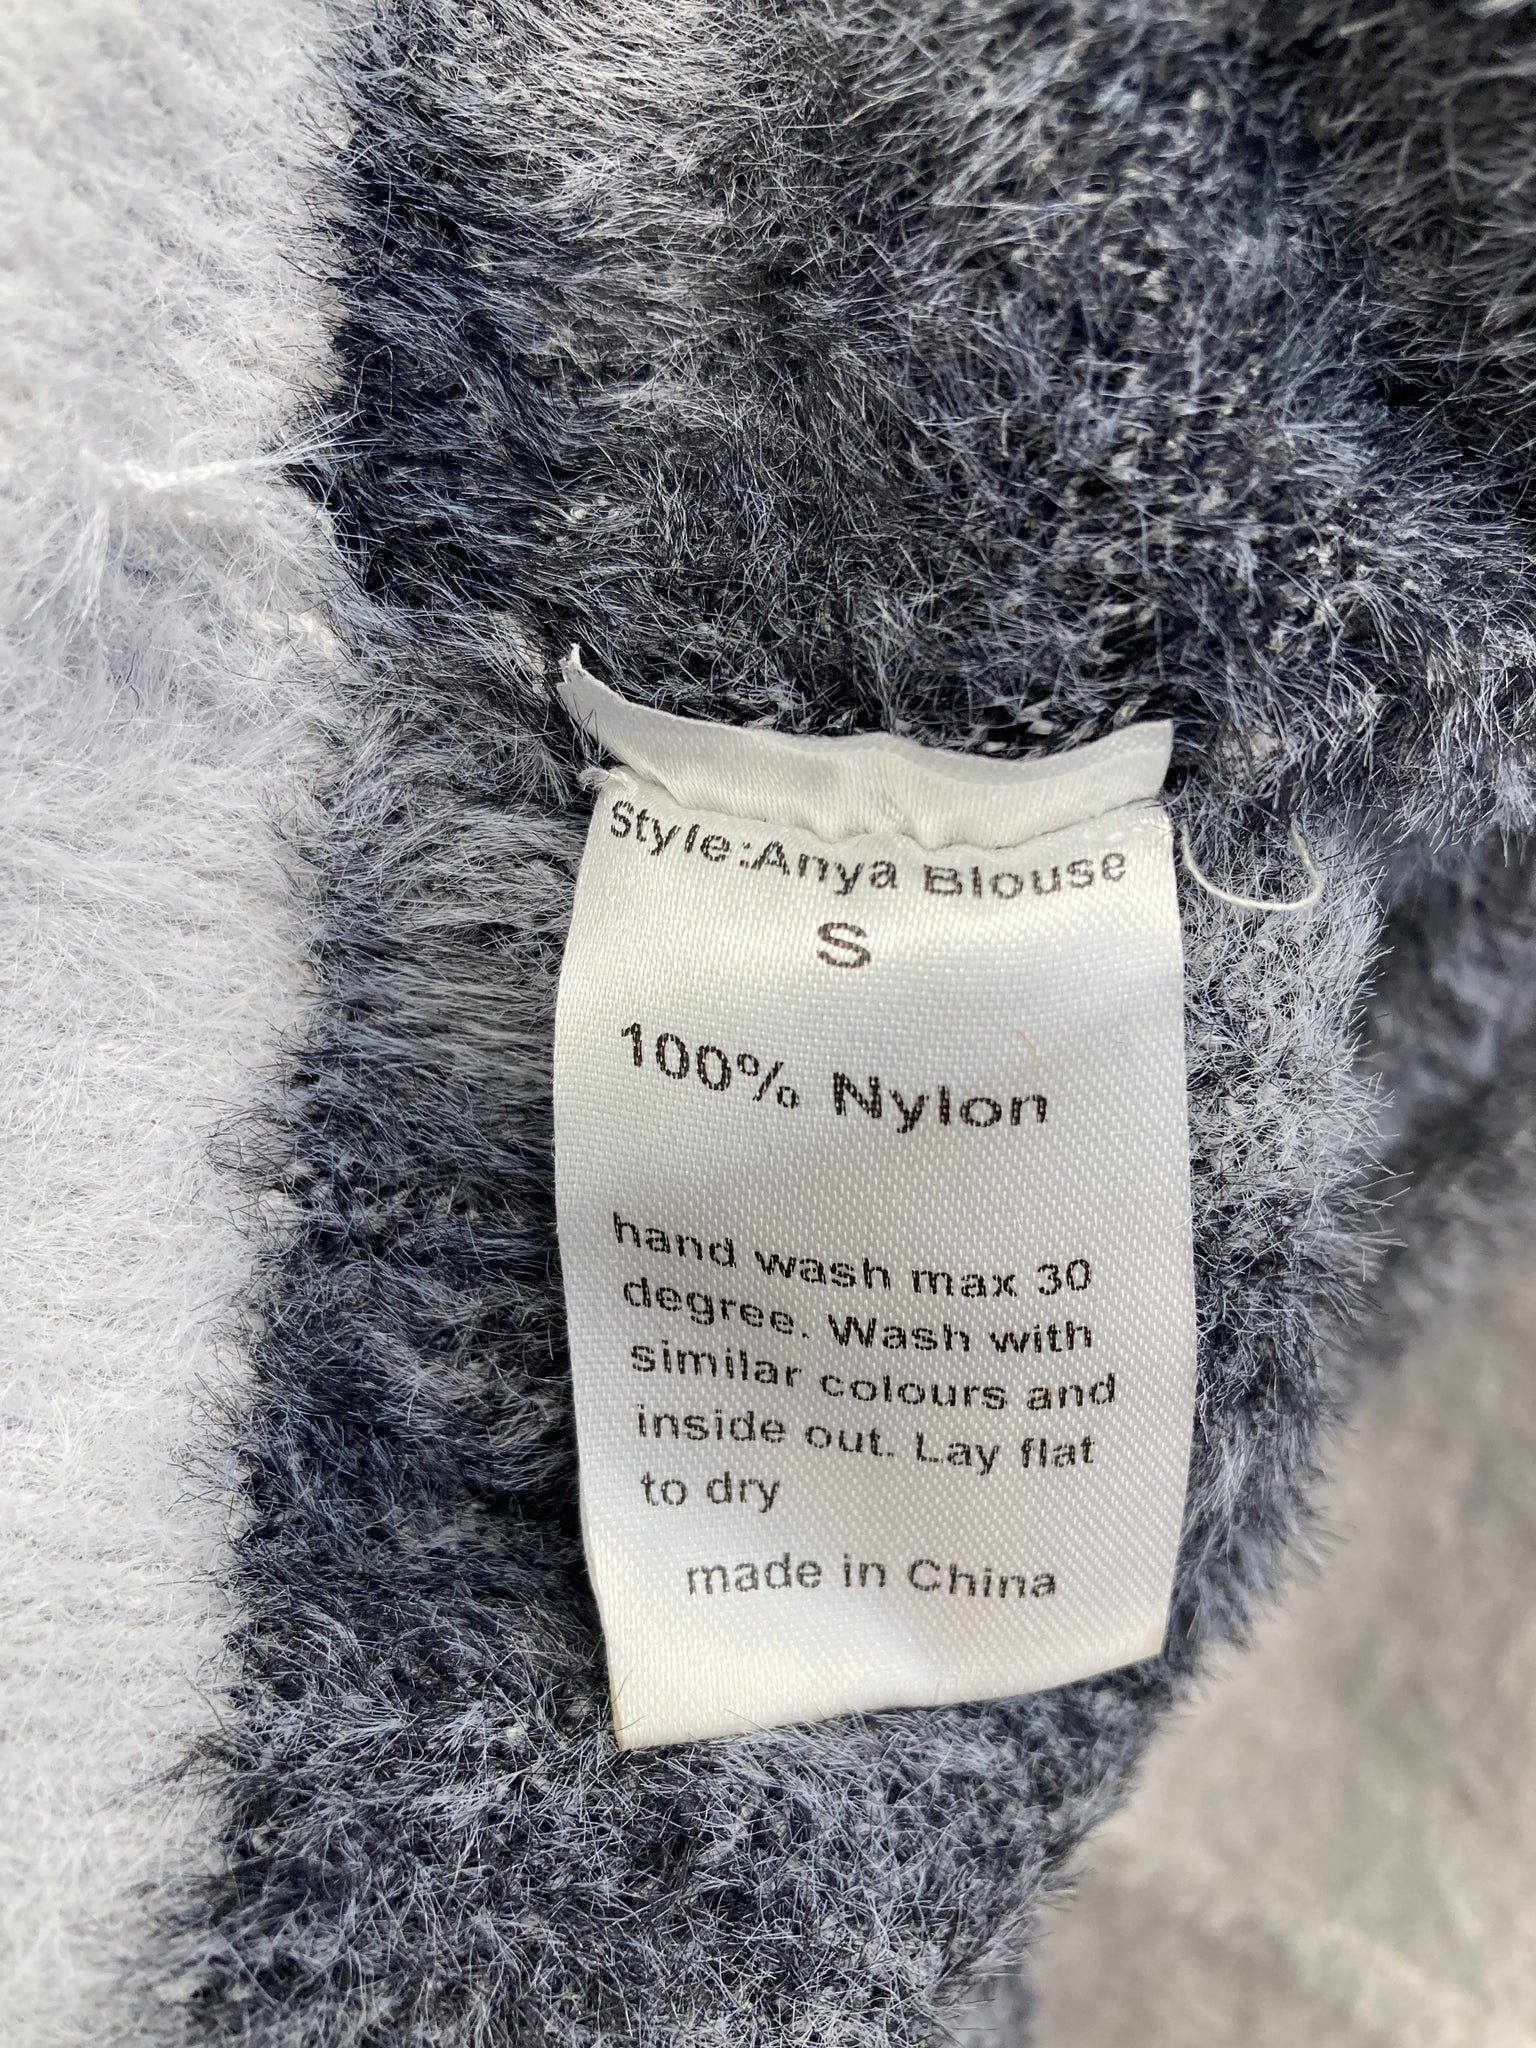 Style:Anya Blouse
S
100% Nylon
hand wash max 30
degree. Wash with
similar colours and
inside out. Lay flat
to dry
made in China